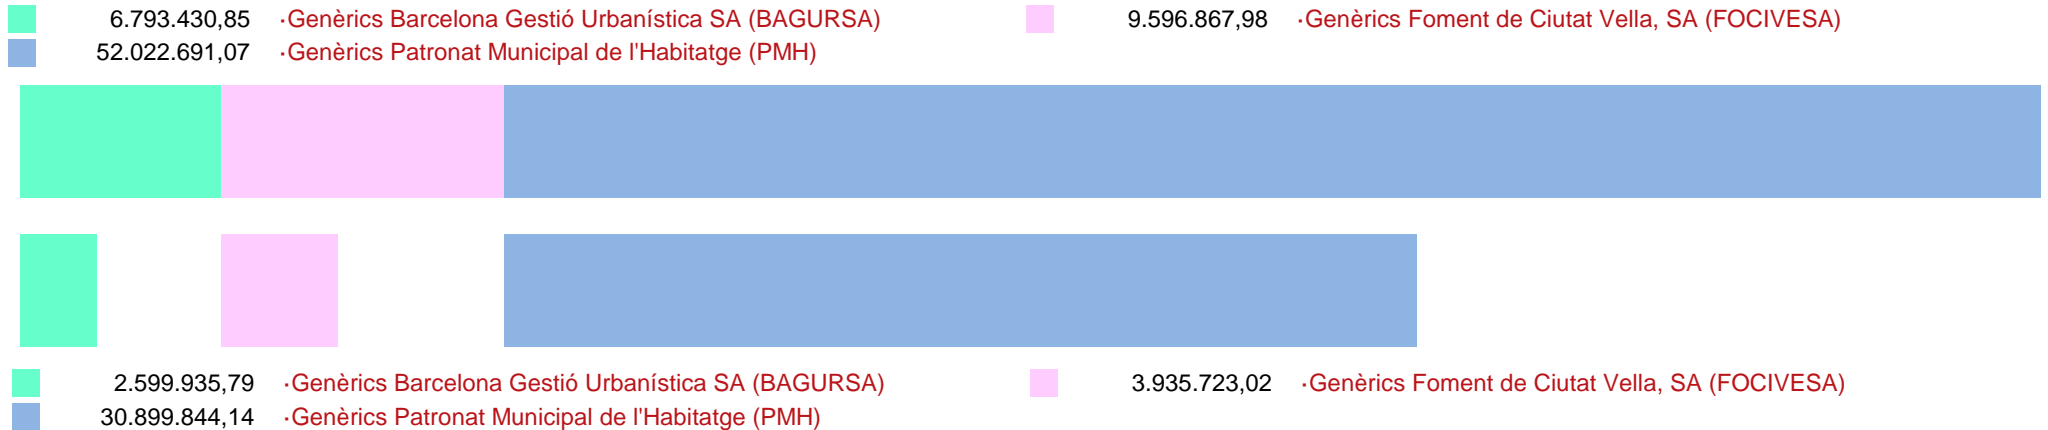 6.793.430,85 ·Genèrics Barcelona Gestió Urbanística SA (BAGURSA) 9.596.867,98 ·Genèrics Foment de Ciutat Vella, SA (FOCIVESA)
52.022.691,07 ·Genèrics Patronat Municipal de l'Habitatge (PMH)
2.599.935,79 ·Genèrics Barcelona Gestió Urbanística SA (BAGURSA) 3.935.723,02 ·Genèrics Foment de Ciutat Vella, SA (FOCIVESA)
30.899.844,14 ·Genèrics Patronat Municipal de l'Habitatge (PMH)